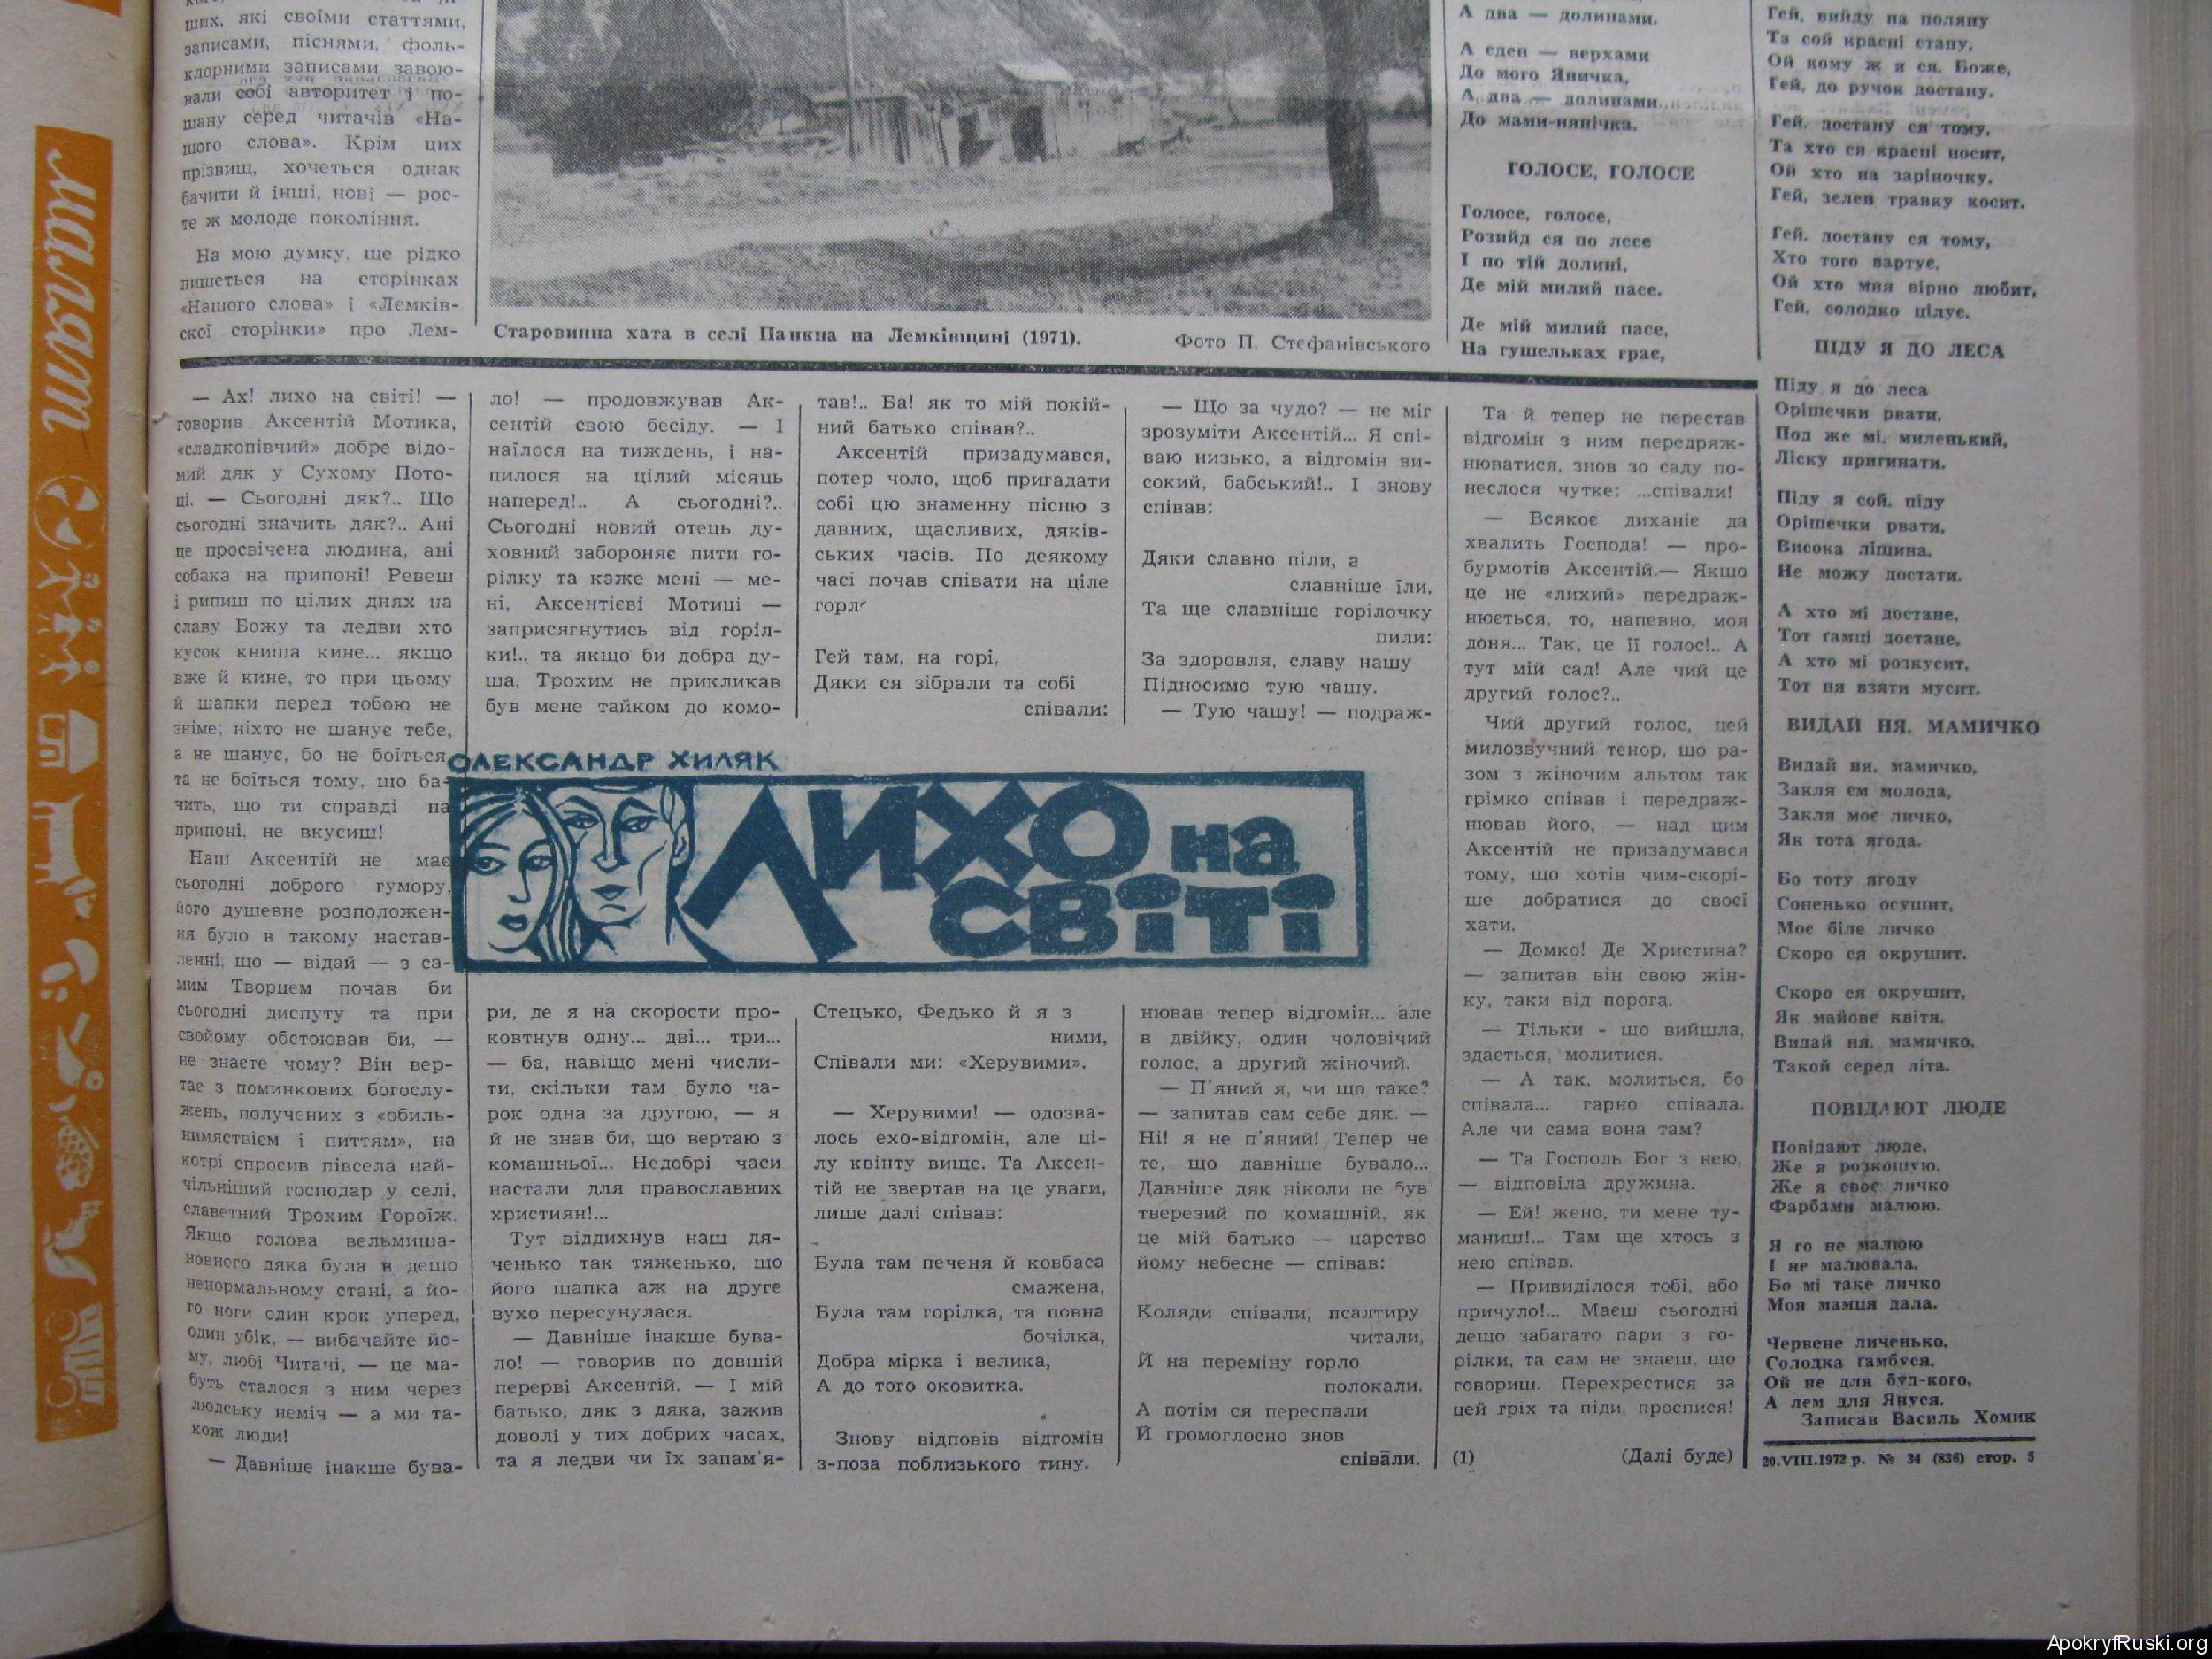 ших, які своїми статтями,
записами, піснями, фоль-
клорними записами завою-
вали собі авторитет і по-
шану серед читачів «На-
шого слова». Крім цих
прізвищ, хочеться однак
бачити й інші, нові — рос-
те ж молоде покоління.
На мою думку, ще рідко
пишеться на сторінках
«Нашого слова» і «Лемків-
скої сторінки» про Лем-
Старовинна хата в селі Панкна на Лемківщині (1971).
Фото П. Стефанівського
А два — долинами.
А єден — верхами
До мого Яничка,
А два — долинами
До мами-нянічка.
ГОЛОСЕ, ГОЛОСЕ
Голосе, голосе,
Розийд ся по лесе
І по тій долині,
Де мій милий пасе.
Де мій милий пасе,
На гушельках грає,
Гей, вийду на поляну
Та сой красні стану,
Ой кому ж я ся, Боже,
Гей, до ручок достану.
Гей, достану ся тому,
Та хто ся красні носит,
Ой хто на заріночку,
Гей, зелен травку косит.
Гей, достану ся тому,
Хто того вартує,
Ой хто мня вірно любит,
Гей, солодко цілує.
ПІДУ Я ДО ЛЕСА
Піду я до леса
Орішечки рвати,
Под же мі, миленький,
Ліску пригинати.
Піду я сой, піду
Орішечки рвати,
Висока ліщина,
Не можу достати.
А хто мі достане,
Тот гамці достане,
А хто мі розкусит,
Тот ня взяти мусит.
ВИДАЙ НЯ, МАМИЧКО
Видай ня, мамичко,
Закля єм молода,
Закля моє личко,
Як тота ягода.
Бо тоту ягоду
Соненько осушит,
Моє біле личко
Скоро ся окрушит.
Скоро ся окрушит,
Як майове квітя,
Видай ня, мамичко,
Такой серед літа.
ПОВІДАЮТ ЛЮДЕ
Повідают люде,
Же я розкошую,
Же я своє личко
Фарбами малюю.
Я го не малюю
І не малювала,
Бо мі таке личко
Моя мамця дала.
Червене личенько,
Солодка гамбуся,
Ой не для буд-кого,
А лем для Януся.
Записав Василь Хомик
20.VIII.1972 р. № 34 (836) стор. 5
— Ах! лихо на світі! —
говорив Аксентій Мотика,
«сладкопівчий» добре відо-
мий дяк у Сухому Пото-
ці. — Сьогодні дяк?.. Що
сьогодні значить дяк?.. Ані
це просвічена людина, ані
собака на припоні! Ревеш
і рипиш по цілих днях на
славу Божу та ледви хто
кусок книша кине... якщо
вже й кине, то при цьому
й шапки перед тобою не
зніме; ніхто не шанує тебе,
а не шанує, бо не боїться,
та не боїться тому, що ба-
чить, що ти справді на
припоні, не вкусиш!
Наш Аксентій не має
сьогодні доброго гумору,
його душевне розположен-
ня було в такому настав-
ленні, що — відай — з са-
мим Творцем почав би
сьогодні диспуту та при
свойому обстоював би, —
не знаєте чому? Він вер-
тає з поминкових богослу-
жень, получених з «обиль-
нимяствієм і питтям», на
котрі спросив півсела най-
чільніший господар у селі,
славетний Трохим Гороїж.
Якщо голова вельмиша-
новного дяка була в дещо
ненормальному стані, а йо-
го ноги один крок уперед,
один убік, — вибачайте йо-
му, любі Читачі, — це ма-
буть сталося з ним через
людську неміч — а ми та-
кож люди!
— Давніше інакше бува-
ло! — продовжував Ак-
сентій свою бесіду. — І
наїлося на тиждень, і на-
пилося на цілий місяць
наперед!.. А сьогодні?..
Сьогодні новий отець ду-
ховний забороняє пити го-
рілку та каже мені — ме-
ні, Аксентієві Мотиці —
заприсягнутись від горіл-
ки!.. та якщо би добра ду-
ша, Трохим не прикликав
був мене тайком до комо-
ОЛЕКСАНДР ХИЛЯК
ЛИХО на
світі
ри, де я на скорости про-
ковтнув одну... дві... три...
— ба, навіщо мені числи-
ти, скільки там було ча-
рок одна за другою, — я
й не знав би, що вертаю з
комашньої... Недобрі часи
настали для православних
християн!...
Тут віддихнув наш дя-
ченько так тяженько, що
його шапка аж на друге
вухо пересунулася.
— Давніше інакше бува-
ло! — говорив по довшій
перерві Аксентій. — І мій
батько, дяк з дяка, зажив
доволі у тих добрих часах,
та я ледви чи їх запам'я-
тав!.. Ба! як то мій покій-
ний батько співав?..
Аксентій призадумався,
потер чоло, щоб пригадати
собі цю знаменну пісню з
давних, щасливих, дяків-
ських часів. По деякому
часі почав співати на ціле
горл
Гей там, на горі,
Дяки ся зібрали та собі
співали:
Стецько, Федько й я з
ними,
Співали ми: «Херувими».
— Херувими! — одозва-
лось ехо-відгомін, але ці-
лу квінту вище. Та Аксен-
тій не звертав на це уваги,
лише далі співав:
Була там печеня й ковбаса
смажена,
Була там горілка, та повна
бочілка,
Добра мірка і велика,
А до того оковитка.
Знову відповів відгомін
з-поза поблизького тину.
— Що за чудо? — не міг
зрозуміти Аксентій... Я спі-
ваю низько, а відгомін ви-
сокий, бабський!.. І знову
співав:
Дяки славно піли, а
славніше їли,
Та ще славніше горілочку
пили:
За здоровля, славу нашу
Підносимо тую чашу.
— Тую чашу! — подраж-
нював тепер відгомін... але
в двійку, один чоловічий
голос, а другий жіночий.
— П'яний я, чи що таке?
— запитав сам себе дяк. —
Ні! я не п'яний! Тепер не
те, що давніше бувало...
Давніше дяк ніколи не був
тверезий по комашній, як
це мій батько — царство
йому небесне — співав:
Коляди співали, псалтиру
читали,
Й на переміну горло
полокали,
А потім ся переспали
Й громогласно знов
співали.
Та й тепер не перестав
відгомін з ним передряж-
нюватися, знов зо саду по-
неслося чутке: ...співали!
— Всякоє диханіє да
хвалить Господа! — про-
бурмотів Аксентій.— Якщо
це не «лихий» передраж-
нюється, то, напевно, моя
доня... Так, це її голос!.. А
тут мій сад! Але чий це
другий голос?..
Чий другий голос, цей
милозвучний тенор, що ра-
зом з жіночим альтом так
грімко співав і передраж-
нював його, — над цим
Аксентій не призадумався
тому, що хотів чим-скорі-
ше добратися до своєї
хати.
— Домко! Де Христина?
— запитав він свою жін-
ку, таки від порога.
— Тільки - що вийшла,
здається, молитися.
— А так, молиться, бо
співала... гарно співала.
Але чи сама вона там?
— Та Господь Бог з нею,
— відповіла дружина.
— Ей! жено, ти мене ту-
маниш!... Там ще хтось з
нею співав.
— Привиділося тобі, або
причуло!... Маєш сьогодні
дещо забагато пари з го-
рілки, та сам не знаєш, що
говориш. Перехрестися за
цей гріх та піди, проспися!
(1) (Далі буде)
ApokryfRuski.org